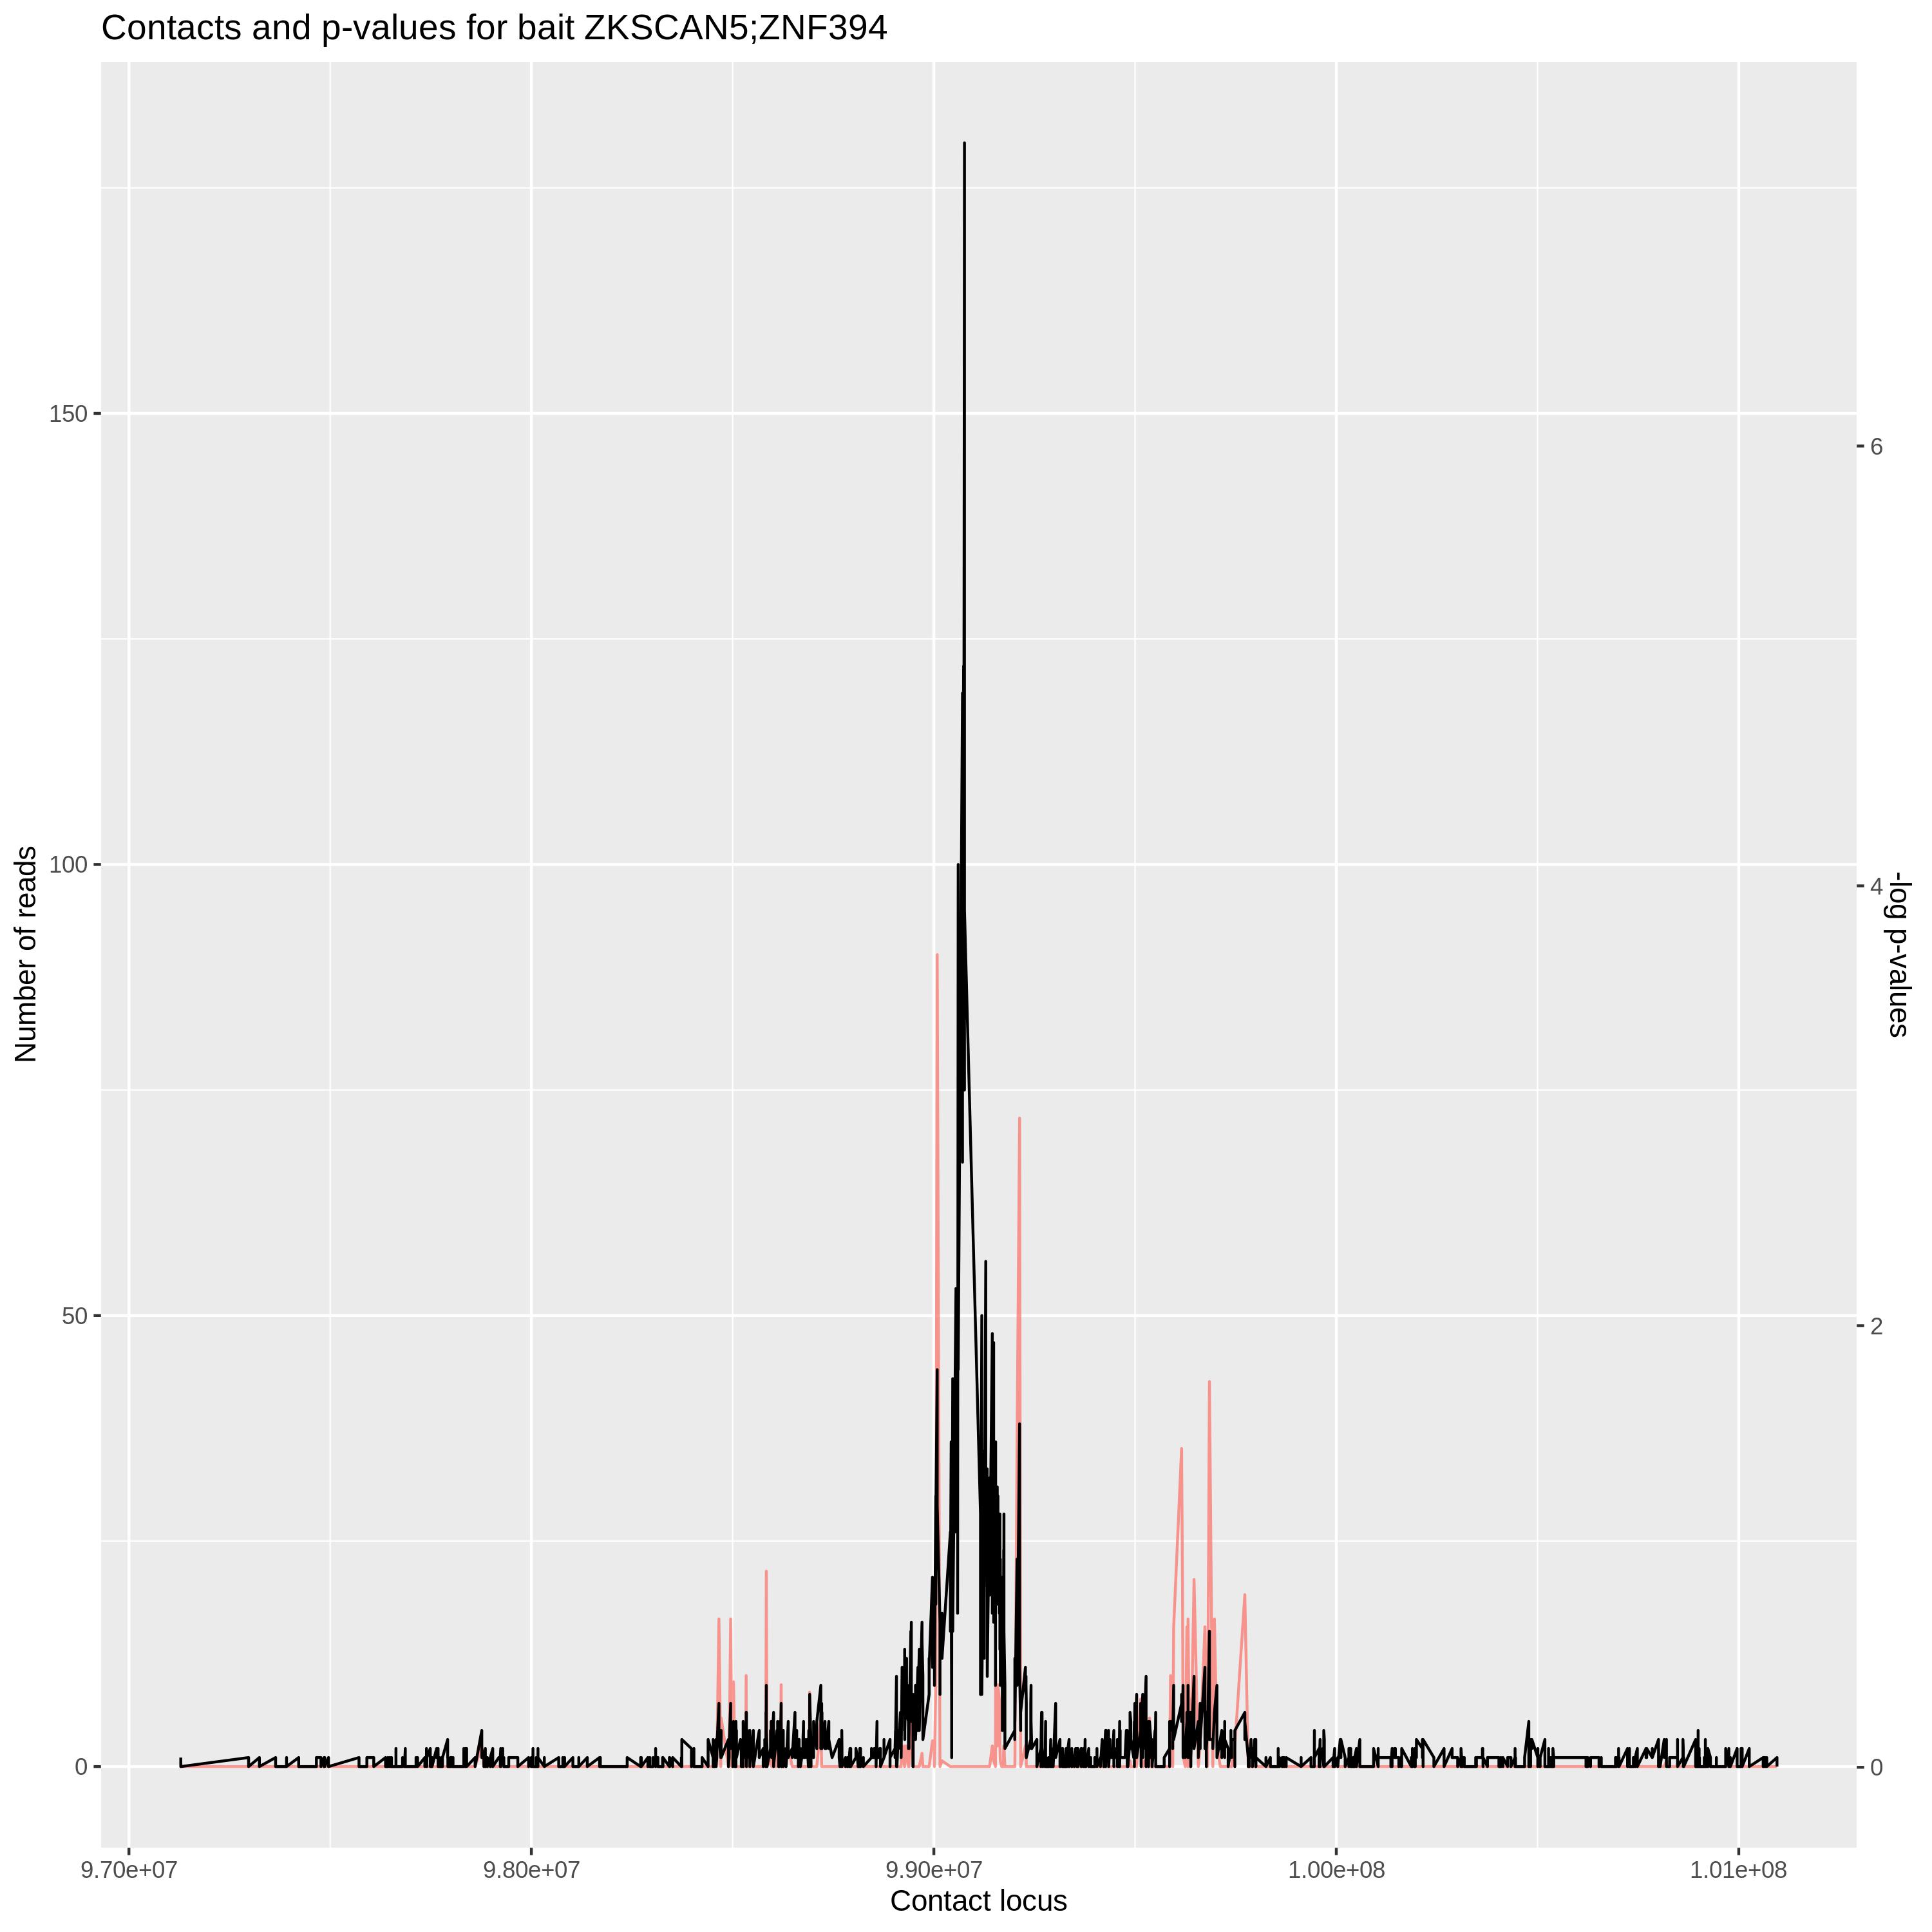 Contacts and p-values for bait ZKSCAN5;ZNF394
Number of reads
150
100
50
0
6
4
2
0
-log p-values
9.70e+07 9.80e+07 9.90e+07 1.00e+08 1.01e+08
Contact locus